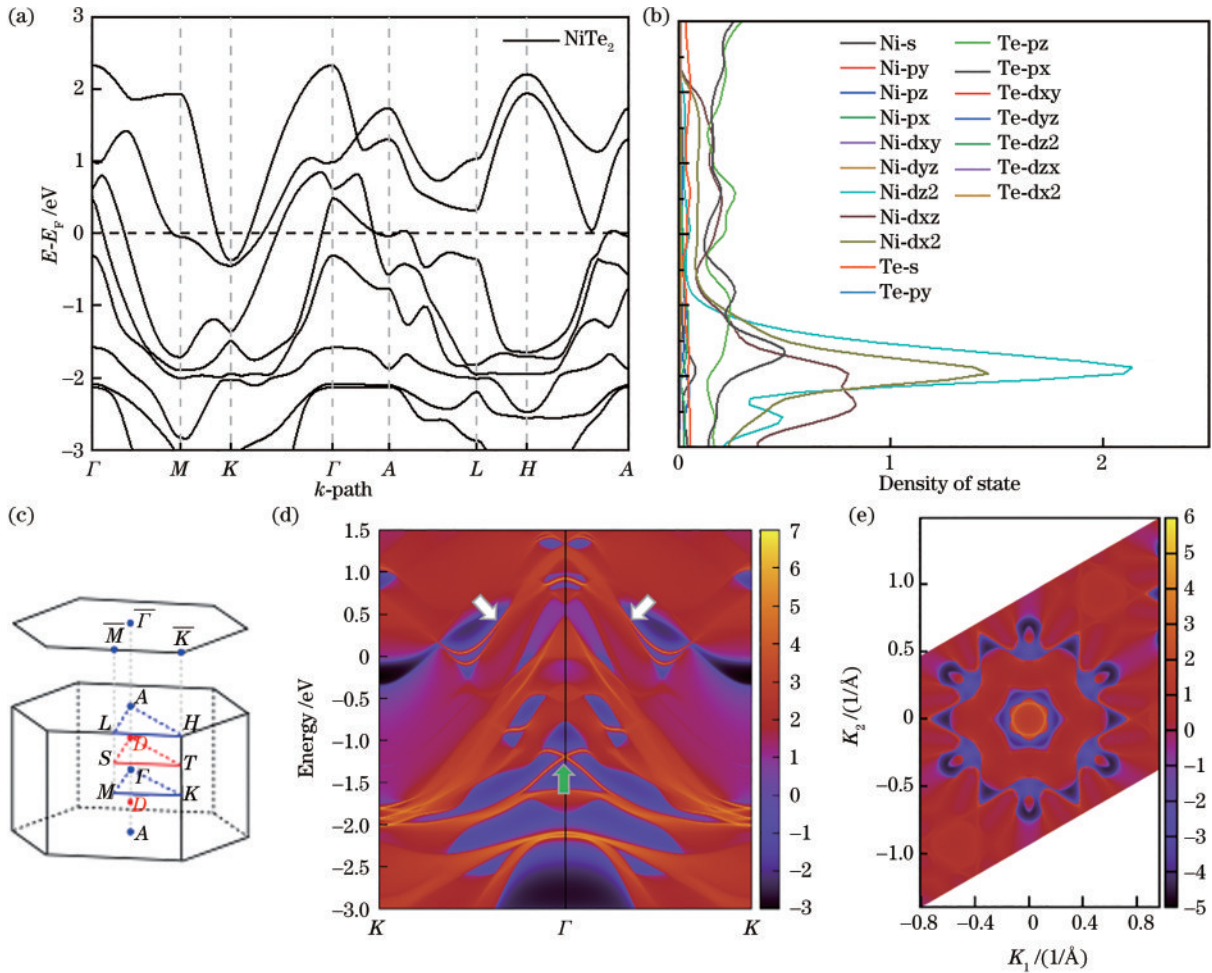 (a)
3
2
1
0
−1
−2
−3
E-E_F /eV
NiTe₂
Γ M K Γ A L H A
k-path
(b)
Ni-s
Ni-py
Ni-pz
Ni-px
Ni-dxy
Ni-dyz
Ni-dz2
Ni-dxz
Ni-dx2
Te-s
Te-py
Te-pz
Te-px
Te-dxy
Te-dyz
Te-dz2
Te-dzx
Te-dx2
0 1 2
Density of state
(c)
Γ̅
M̅ K̅
A
L H
D
S T
Γ
M K
D
A
(d)
1.5
1.0
0.5
0
−0.5
−1.0
−1.5
−2.0
−2.5
−3.0
Energy /eV
K Γ K
7
6
5
4
3
2
1
0
−1
−2
−3
(e)
1.0
0.5
0
−0.5
−1.0
K₂ /(1/Å)
−0.8 −0.4 0 0.4 0.8
K₁ /(1/Å)
6
5
4
3
2
1
0
−1
−2
−3
−4
−5